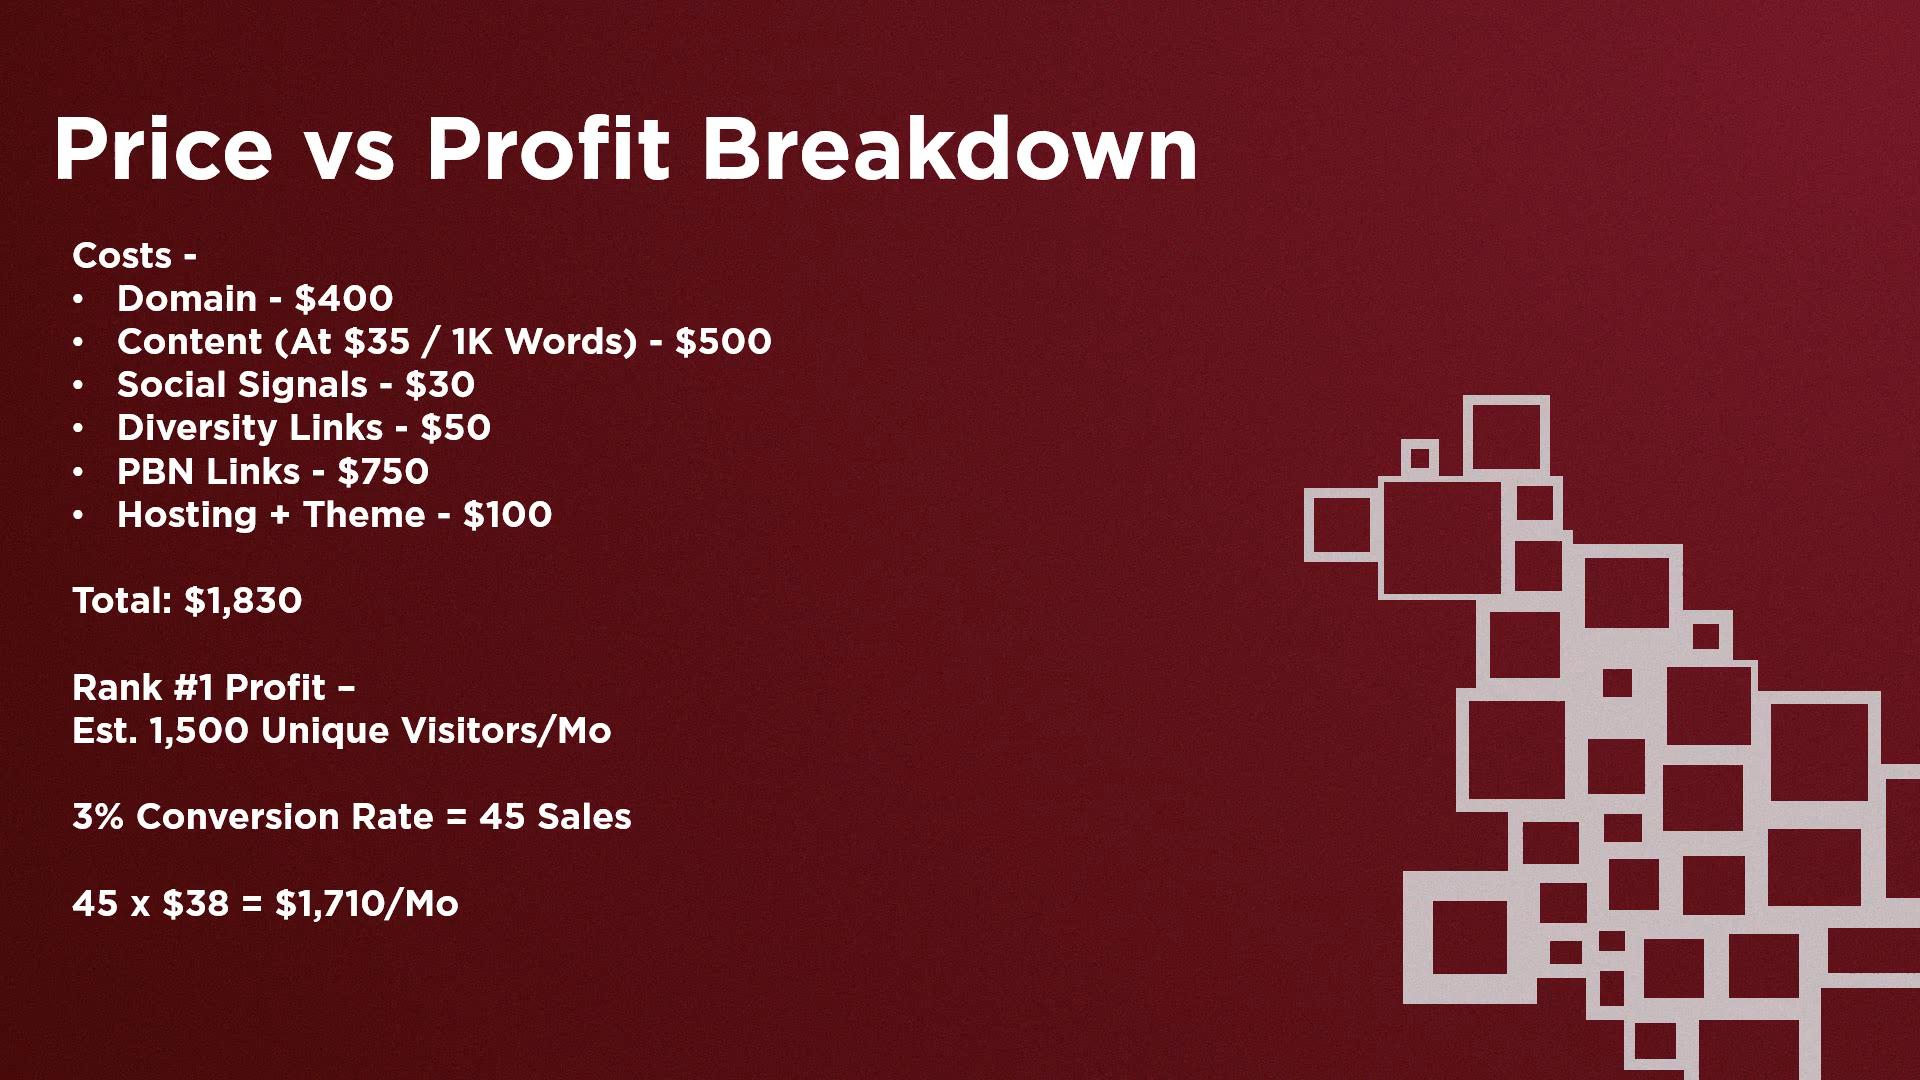 Price vs Profit Breakdown
Costs -
• Domain - $400
• Content (At $35 / 1K Words) - $500
• Social Signals - $30
• Diversity Links - $50
• PBN Links - $750
• Hosting + Theme - $100
Total: $1,830
Rank #1 Profit –
Est. 1,500 Unique Visitors/Mo
3% Conversion Rate = 45 Sales
45 x $38 = $1,710/Mo